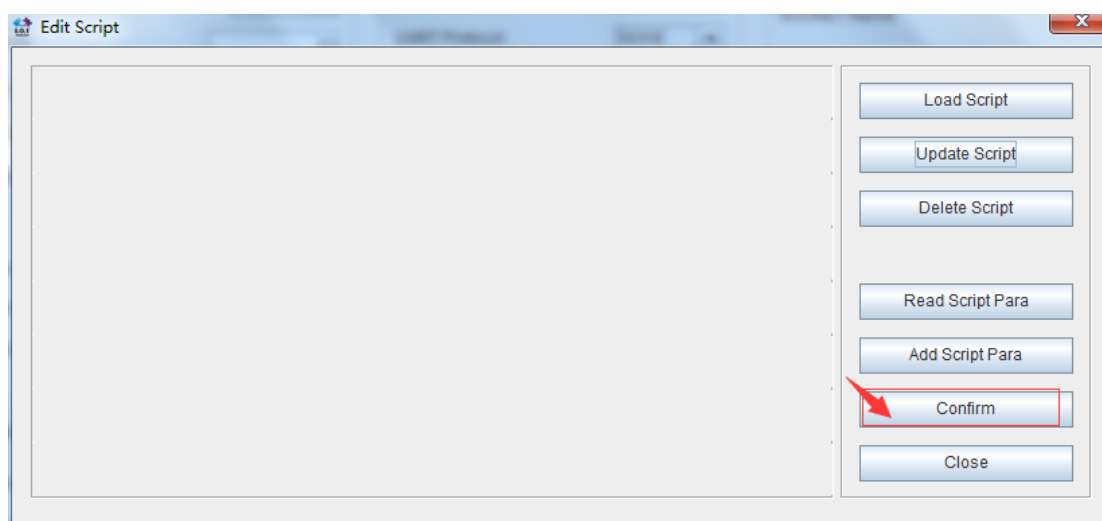 Edit Script
Load Script
Update Script
Delete Script
Read Script Para
Add Script Para
Confirm
Close